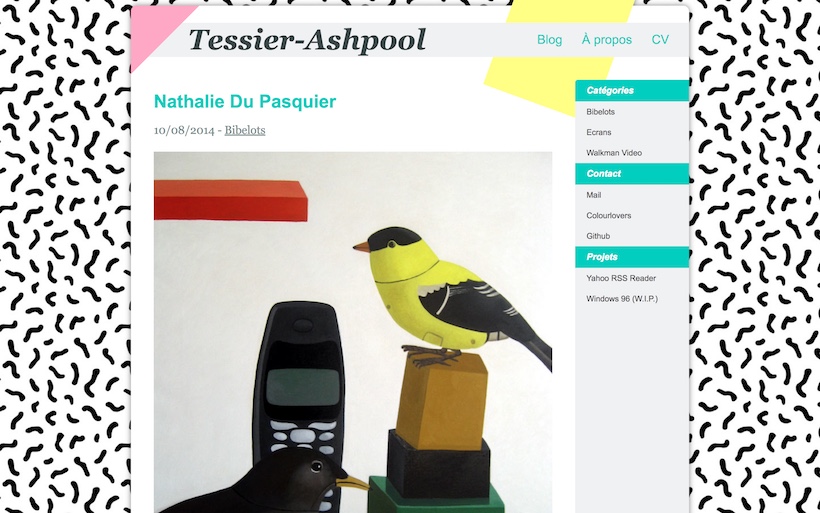 Tessier-Ashpool
Blog À propos CV
Nathalie Du Pasquier
10/08/2014 - Bibelots
Catégories
Bibelots
Ecrans
Walkman Video
Contact
Mail
Colourlovers
Github
Projets
Yahoo RSS Reader
Windows 96 (W.I.P.)